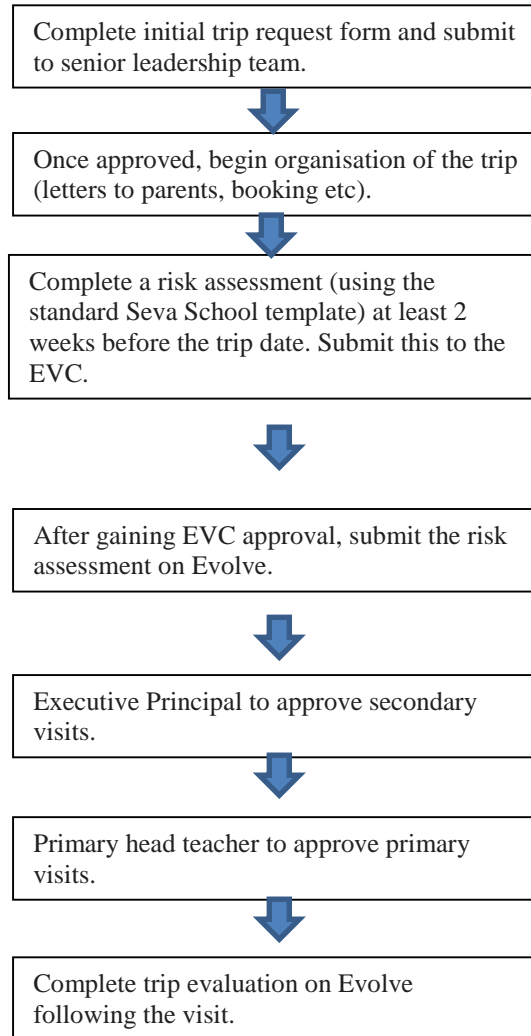 Complete initial trip request form and submit
to senior leadership team.
Once approved, begin organisation of the trip
(letters to parents, booking etc).
Complete a risk assessment (using the
standard Seva School template) at least 2
weeks before the trip date. Submit this to the
EVC.
After gaining EVC approval, submit the risk
assessment on Evolve.
Executive Principal to approve secondary
visits.
Primary head teacher to approve primary
visits.
Complete trip evaluation on Evolve
following the visit.